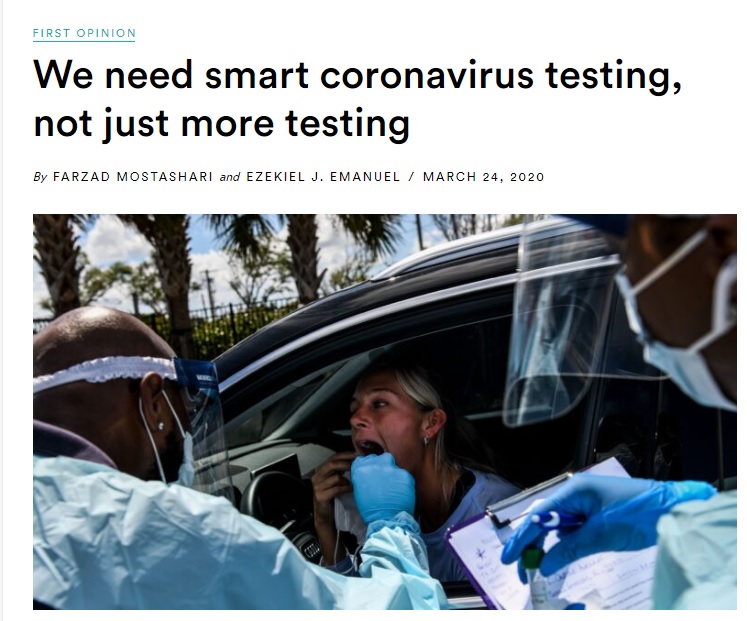 FIRST OPINION
We need smart coronavirus testing,
not just more testing
By FARZAD MOSTASHARI and EZEKIEL J. EMANUEL / MARCH 24, 2020